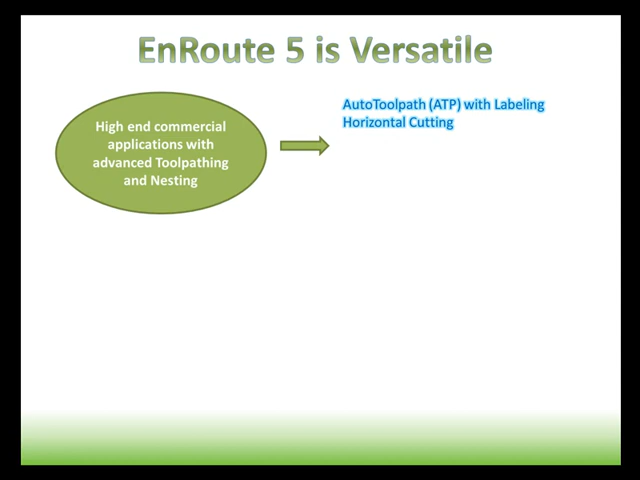 EnRoute 5 is Versatile
High end commercial
applications with
advanced Toolpathing
and Nesting
AutoToolpath (ATP) with Labeling
Horizontal Cutting